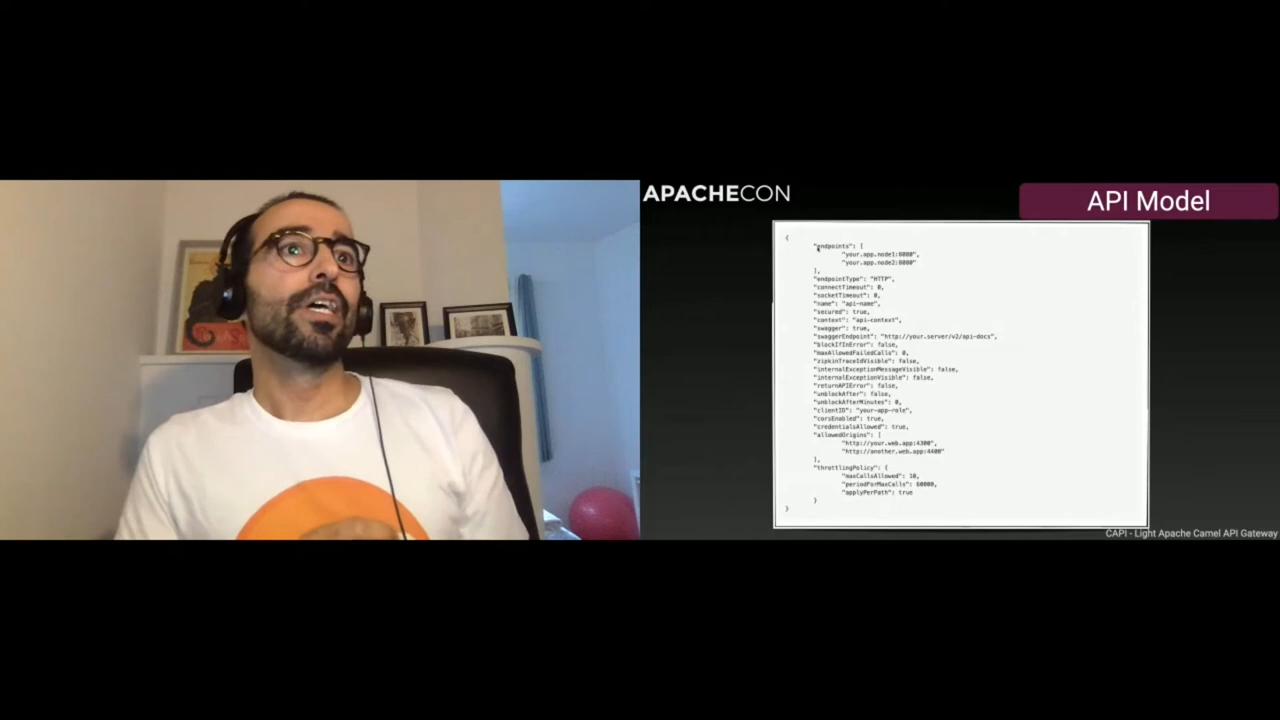 APACHECON
API Model
{
"endpoints": [
"your.app.node1:8080",
"your.app.node2:8080"
],
"endpointType": "HTTP",
"connectTimeout": 0,
"socketTimeout": 0,
"name": "api-name",
"secured": true,
"context": "api-context",
"swagger": true,
"swaggerEndpoint": "http://your.server/v2/api-docs",
"blockIfInError": false,
"maxAllowedFailedCalls": 0,
"zipkinTraceIdVisible": false,
"internalExceptionMessageVisible": false,
"internalExceptionVisible": false,
"returnAPIError": false,
"unblockAfter": false,
"unblockAfterMinutes": 0,
"clientID": "your-app-role",
"corsEnabled": true,
"credentialsAllowed": true,
"allowedOrigins": [
"http://your.web.app:4300",
"http://another.web.app:4400"
],
"throttlingPolicy": {
"maxCallsAllowed": 10,
"periodForMaxCalls": 60000,
"applyPerPath": true
}
}
CAPI - Light Apache Camel API Gateway